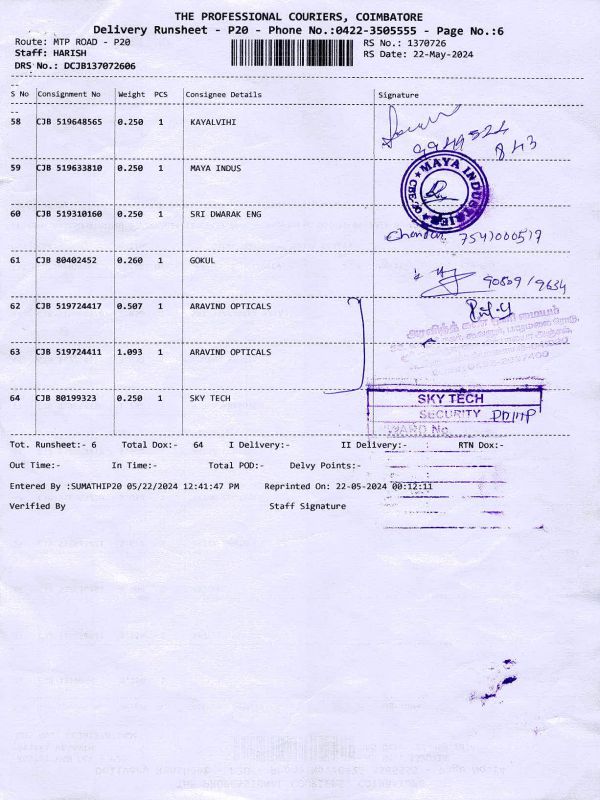 THE PROFESSIONAL COURIERS, COIMBATORE
Delivery Runsheet - P20 - Phone No.:0422-3505555 - Page No.:6
Route: MTP ROAD - P20
RS No.: 1370726
Staff: HARISH
RS Date: 22-May-2024
DRS No.: DCJB137072606
S No Consignment No Weight PCS Consignee Details Signature
58 CJB 519648565 0.250 1 KAYALVIHI
9944524
843
59 CJB 519633810 0.250 1 MAYA INDUS
MAYA INDUSTRIES
60 CJB 519310160 0.250 1 SRI DWARAK ENG
Chandru 7541000519
61 CJB 80402452 0.260 1 GOKUL
90809/9634
62 CJB 519724417 0.507 1 ARAVIND OPTICALS
63 CJB 519724411 1.093 1 ARAVIND OPTICALS
64 CJB 80199323 0.250 1 SKY TECH
SKY TECH
SECURITY
Tot. Runsheet:- 6 Total Dox:- 64 I Delivery:- II Delivery:- : RTN Dox:-
Out Time:- In Time:- Total POD:- Delvy Points:-
Entered By :SUMATHIP20 05/22/2024 12:41:47 PM Reprinted On: 22-05-2024 00:12:11
Verified By Staff Signature